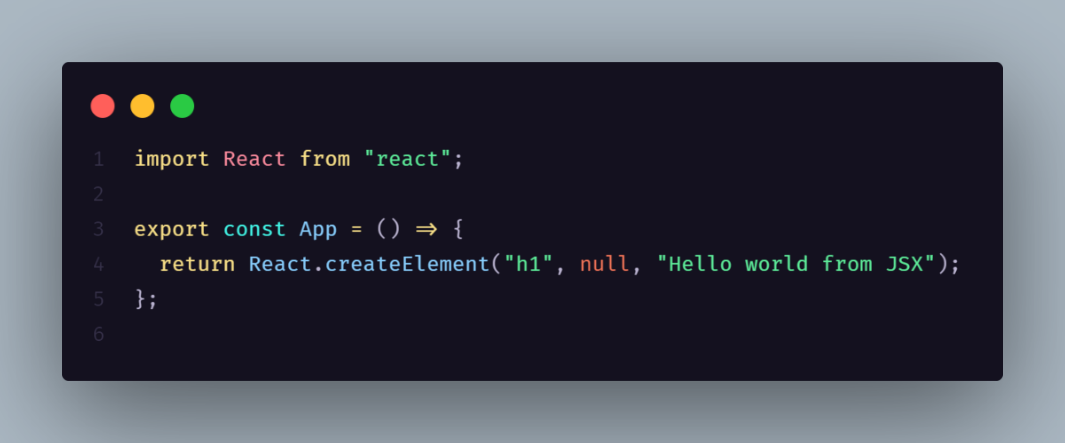 1 import React from "react";
2
3 export const App = () => {
4   return React.createElement("h1", null, "Hello world from JSX");
5 };
6